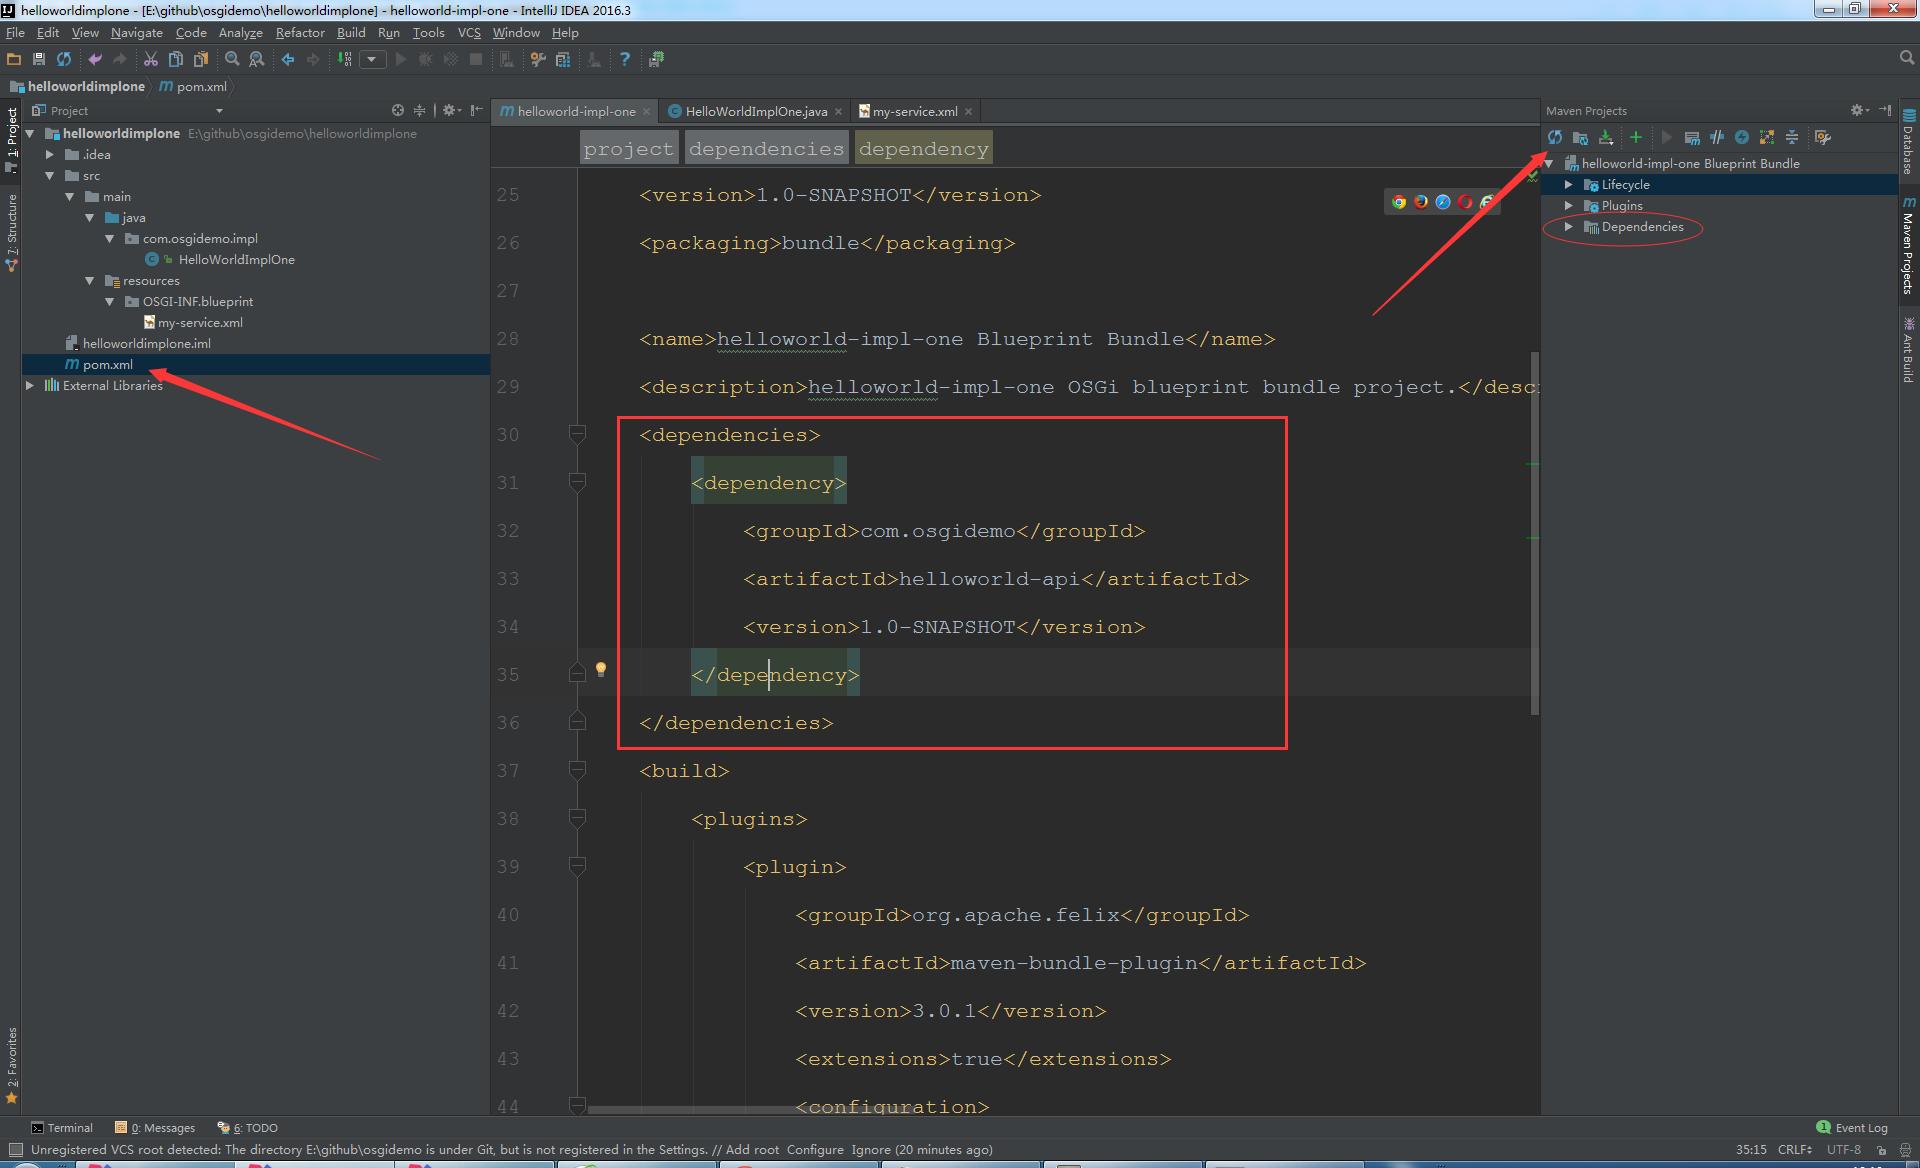 helloworldimplone - [E:\github\osgidemo\helloworldimplone] - helloworld-impl-one - IntelliJ IDEA 2016.3
File Edit View Navigate Code Analyze Refactor Build Run Tools VCS Window Help
helloworldimplone m pom.xml
Project
helloworldimplone E:\github\osgidemo\helloworldimplone
.idea
src
main
java
com.osgidemo.impl
HelloWorldImplOne
resources
OSGI-INF.blueprint
my-service.xml
helloworldimplone.iml
pom.xml
External Libraries
1: Project
7: Structure
2: Favorites
helloworld-impl-one HelloWorldImplOne.java my-service.xml
project dependencies dependency
25 <version>1.0-SNAPSHOT</version>
26 <packaging>bundle</packaging>
27
28 <name>helloworld-impl-one Blueprint Bundle</name>
29 <description>helloworld-impl-one OSGi blueprint bundle project.</desc
30 <dependencies>
31 <dependency>
32 <groupId>com.osgidemo</groupId>
33 <artifactId>helloworld-api</artifactId>
34 <version>1.0-SNAPSHOT</version>
35 </dependency>
36 </dependencies>
37 <build>
38 <plugins>
39 <plugin>
40 <groupId>org.apache.felix</groupId>
41 <artifactId>maven-bundle-plugin</artifactId>
42 <version>3.0.1</version>
43 <extensions>true</extensions>
44 <configuration>
Maven Projects
helloworld-impl-one Blueprint Bundle
Lifecycle
Plugins
Dependencies
Database
Maven Projects
Ant Build
Terminal 0: Messages 6: TODO 1 Event Log
Unregistered VCS root detected: The directory E:\github\osgidemo is under Git, but is not registered in the Settings. // Add root Configure Ignore (20 minutes ago) 35:15 CRLF UTF-8